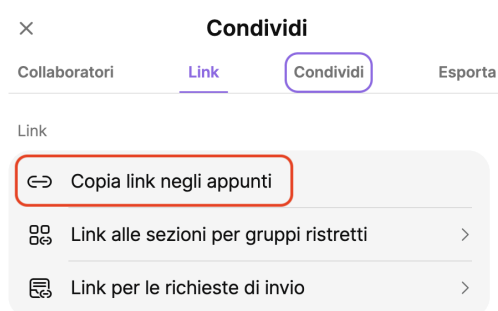 Condividi
Collaboratori Link Condividi Esporta
Link
Copia link negli appunti
Link alle sezioni per gruppi ristretti
Link per le richieste di invio